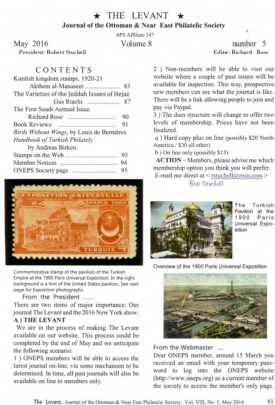 ★ THE LEVANT ★
Journal of the Ottoman & Near East Philatelic Society
APS Affiliate 247
May 2016 Volume 8 number 5
President: Robert Stuchell Editor: Richard Rose
CONTENTS
Kurdish kingdom stamps, 1920-21
Akthem al-Manaseer ........ 83
The Varieties of the Jeddah Issues of Hejaz
Gus Riachi ........ 87
The First Saudi Airmail Issue.
Richard Rose ........ 90
Book Reviews: ........ 91
Birds Without Wings, by Louis de Bernières
Handbook of Turkish Philately
by Andreas Birken.
Stamps on the Web ........ 93
Member Notices ........ 94
ONEPS Society page ........ 95
EXPOSITION UNIVERSELLE
PARIS 1900
TURQUIE
Commemorative stamp of the pavilion of the Turkish
Empire at the 1900 Paris Universal Exposition. In the right
background is a hint of the United States pavilion. See next
page for Exposition photographs.
From the President ......
There are two items of major importance: Our
journal The Levant and the 2016 New York show.
A ) THE LEVANT
We are in the process of making The Levant
available on our website. This process could be
completed by the end of May and we anticipate
the following scenario:
1 ) ONEPS members will be able to access the
latest journal on-line, via some mechanism to be
determined. In time, all past journals will also be
available on line to members only.
2 ) Non-members will be able to visit our
website where a couple of past issues will be
available for inspection. This way, prospective
new members can see what the journal is like.
There will be a link allowing people to join and
pay via Paypal.
3 ) The dues structure will change to offer two
levels of membership. Prices have not been
finalized.
a ) Hard copy plus on line (possibly $20 North
America / $30 all other)
b ) On line only (possibly $15)
ACTION – Members, please advise me which
membership option you think you will prefer.
E-mail me direct at < rstuchell@msn.com >
Bob Stuchell
The Turkish
Pavilion at the
1900 Paris
Universal Expo-
sition
Overview of the 1900 Paris Universal Exposition
From the Webmaster ...
Dear ONEPS member, around 15 March you
received an email with your temporary pass-
word to log into the ONEPS website
(http://www.oneps.org) as a current member of
the society to access the member's only page.
The Levant, Journal of the Ottoman & Near East Philatelic Society. Vol. VIII, No. 5, May 2016 81